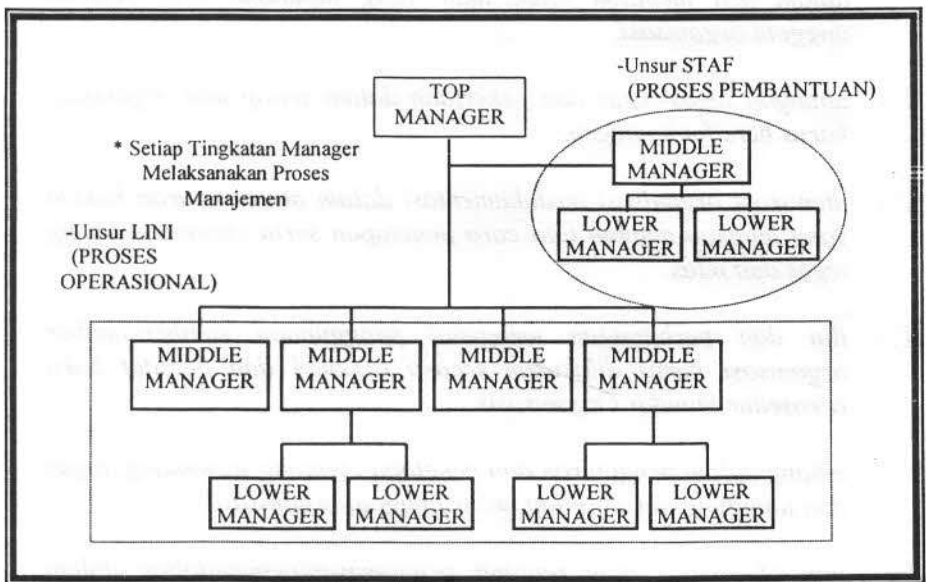 -Unsur STAF
(PROSES PEMBANTUAN)
TOP
MANAGER
MIDDLE
MANAGER
LOWER
MANAGER
LOWER
MANAGER
* Setiap Tingkatan Manager
Melaksanakan Proses
Manajemen
-Unsur LINI
(PROSES
OPERASIONAL)
MIDDLE
MANAGER
MIDDLE
MANAGER
MIDDLE
MANAGER
MIDDLE
MANAGER
LOWER
MANAGER
LOWER
MANAGER
LOWER
MANAGER
LOWER
MANAGER